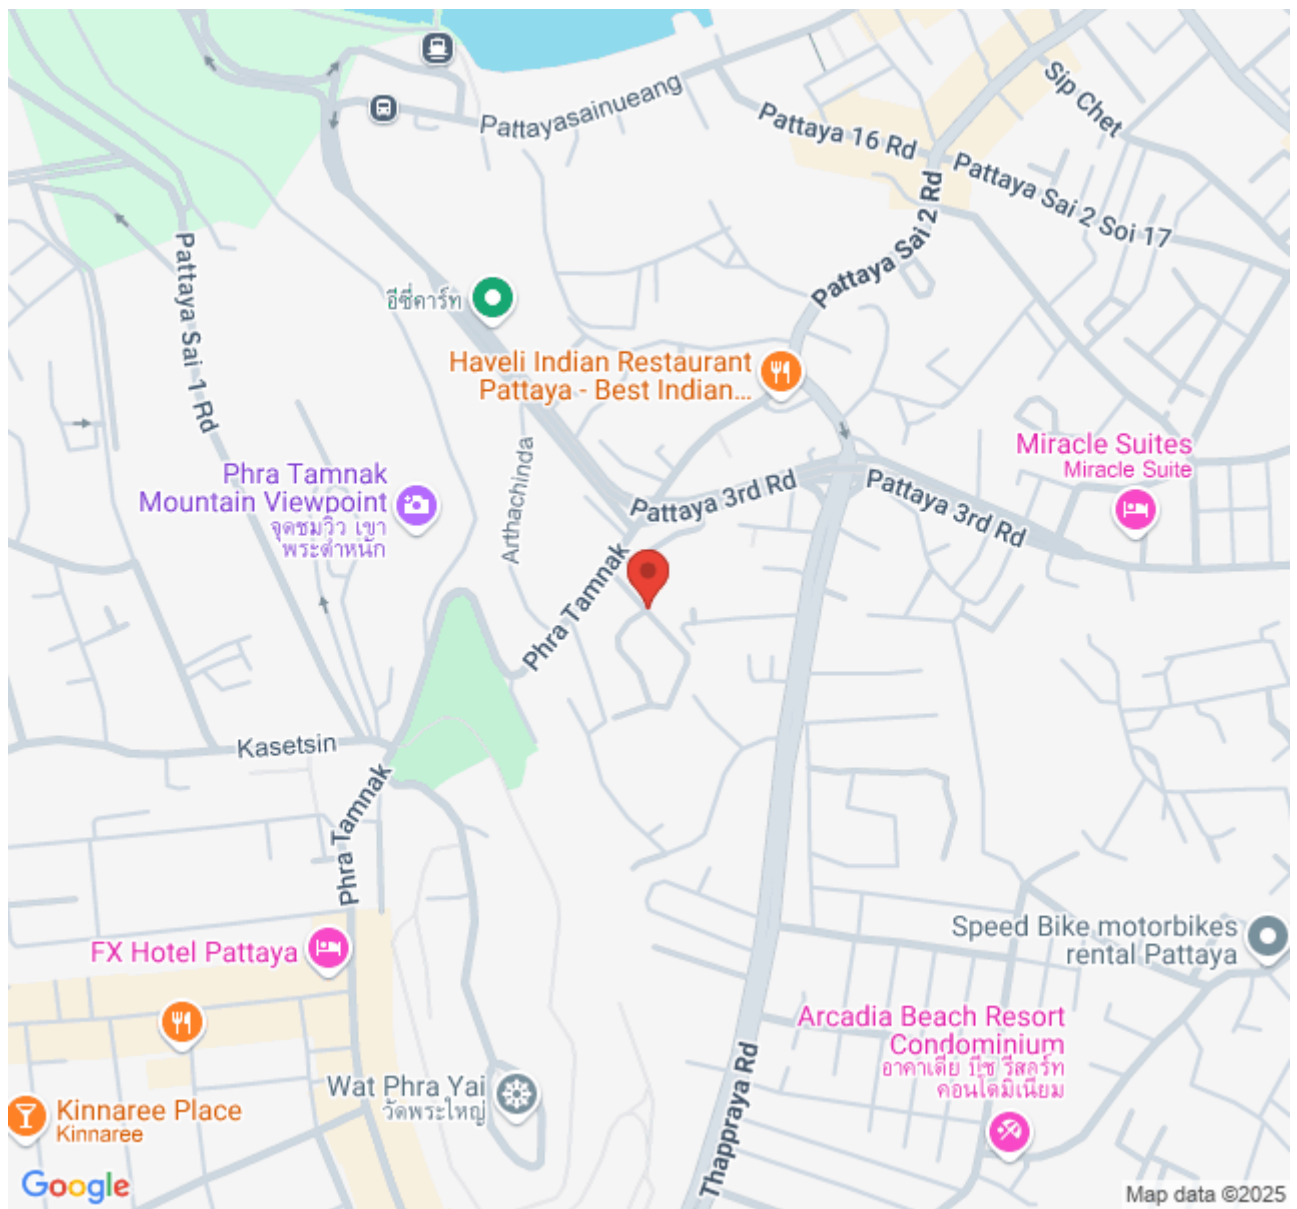 Pattayasainueang
Sip Chet
Pattaya 16 Rd
Pattaya Sai 2 Soi 17
Pattaya Sai 2 Rd
Pattaya Sai 1 Rd
อีซี่คาร์ท
Haveli Indian Restaurant
Pattaya - Best Indian...
Arthachinda
Miracle Suites
Miracle Suite
Phra Tamnak
Mountain Viewpoint
จุดชมวิว เขา
พระตำหนัก
Pattaya 3rd Rd
Pattaya 3rd Rd
Phra Tamnak
Kasetsin
Phra Tamnak
FX Hotel Pattaya
Speed Bike motorbikes
rental Pattaya
Arcadia Beach Resort
Condominium
อาคาเดีย บีช รีสอร์ท
คอนโดมิเนียม
Wat Phra Yai
วัดพระใหญ่
Kinnaree Place
Kinnaree
Thappraya Rd
Google
Map data ©2025